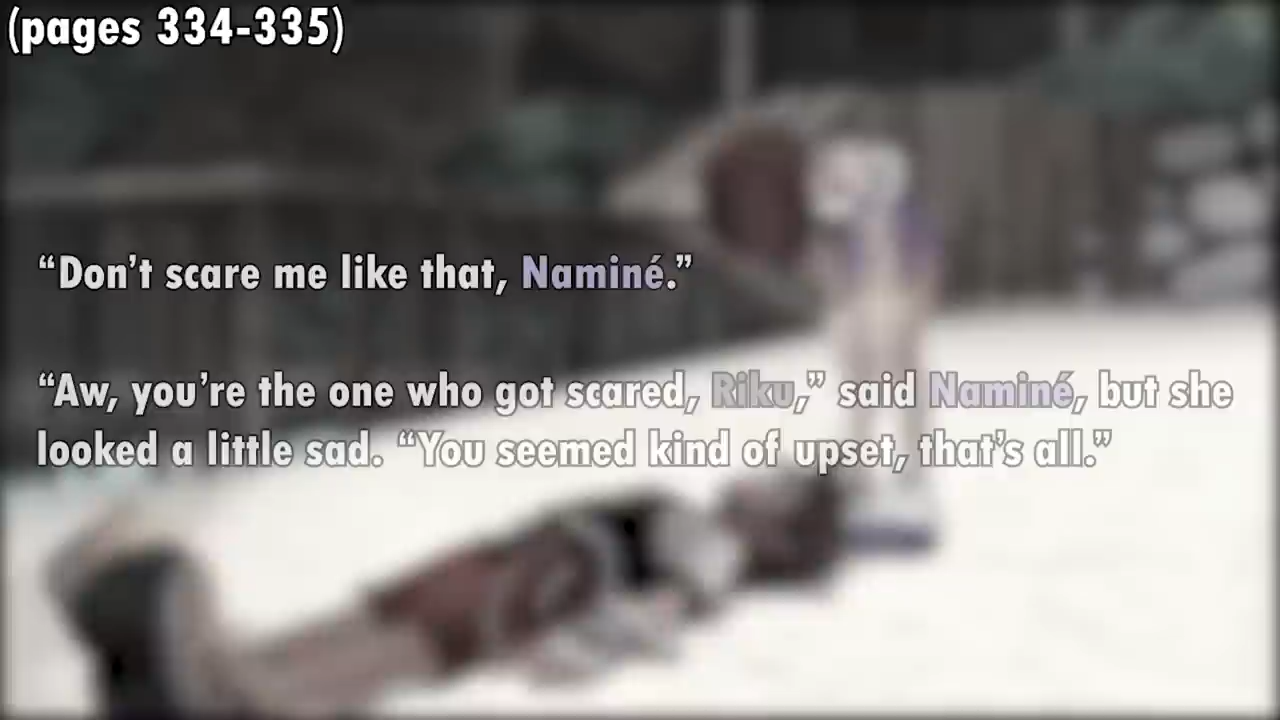 (pages 334-335)
“Don’t scare me like that, Naminé.”
“Aw, you’re the one who got scared, Riku,” said Naminé, but she
looked a little sad. “You seemed kind of upset, that’s all.”